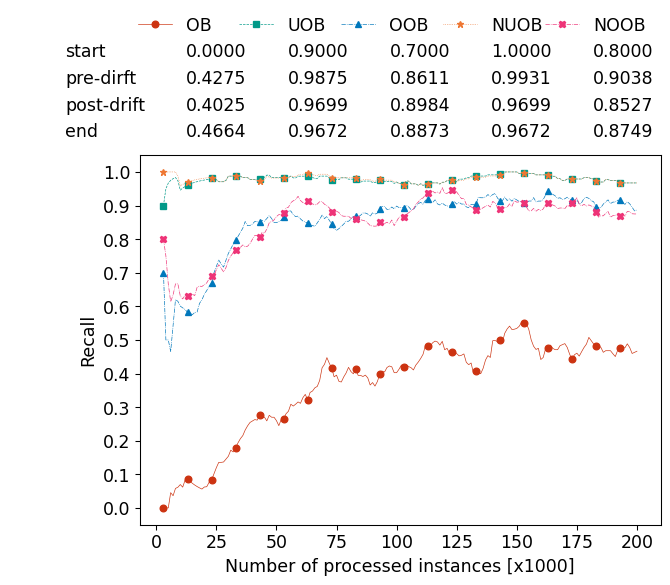 OB UOB OOB NUOB NOOB
start 0.0000 0.9000 0.7000 1.0000 0.8000
pre-dirft 0.4275 0.9875 0.8611 0.9931 0.9038
post-drift 0.4025 0.9699 0.8984 0.9699 0.8527
end 0.4664 0.9672 0.8873 0.9672 0.8749
1.0
0.9
0.8
0.7
0.6
0.5
0.4
0.3
0.2
0.1
0.0
Recall
0 25 50 75 100 125 150 175 200
Number of processed instances [x1000]